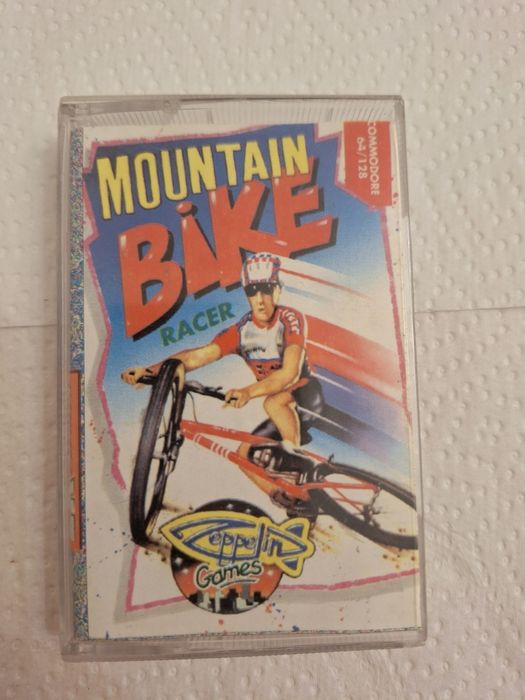 MOUNTAIN
BiKE
RACER
COMMODORE
64/128
Zeppelin
Games